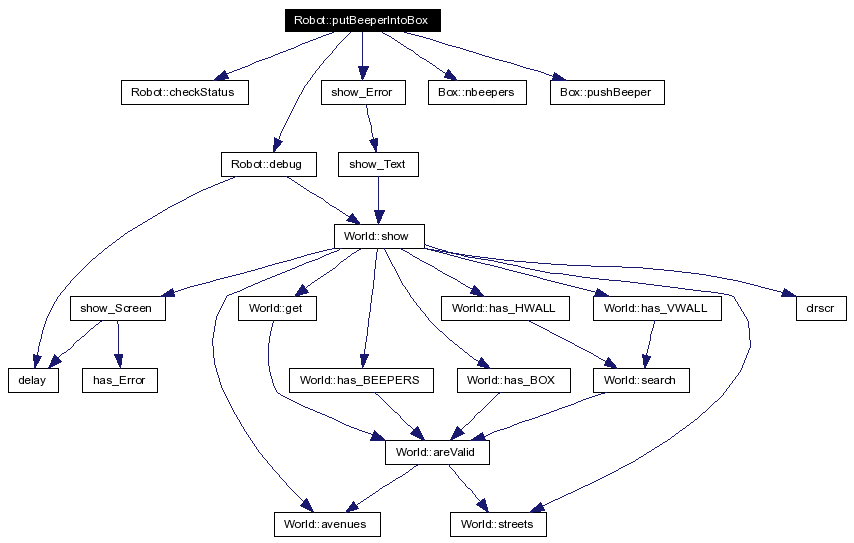 Robot::putBeeperIntoBox
Robot::checkStatus
show_Error
Box::nbeepers
Box::pushBeeper
Robot::debug
show_Text
World::show
show_Screen
World::get
World::has_HWALL
World::has_VWALL
clrscr
delay
has_Error
World::has_BEEPERS
World::has_BOX
World::search
World::areValid
World::avenues
World::streets